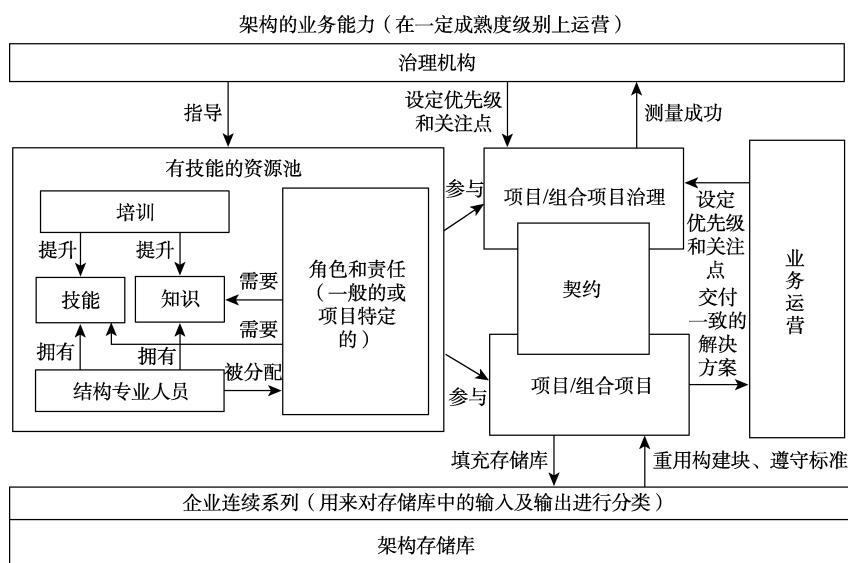 架构的业务能力（在一定成熟度级别上运营）
治理机构
指导
设定优先级
和关注点
测量成功
有技能的资源池
培训
提升
提升
技能
知识
拥有
拥有
结构专业人员
需要
需要
被分配
角色和责任
（一般的或
项目特定
的）
参与
参与
项目/组合项目治理
契约
项目/组合项目
设定
优先级
和关注
点
交付
一致的
解决
方案
业
务
运
营
填充存储库
重用构建块、遵守标准
企业连续系列（用来对存储库中的输入及输出进行分类）
架构存储库